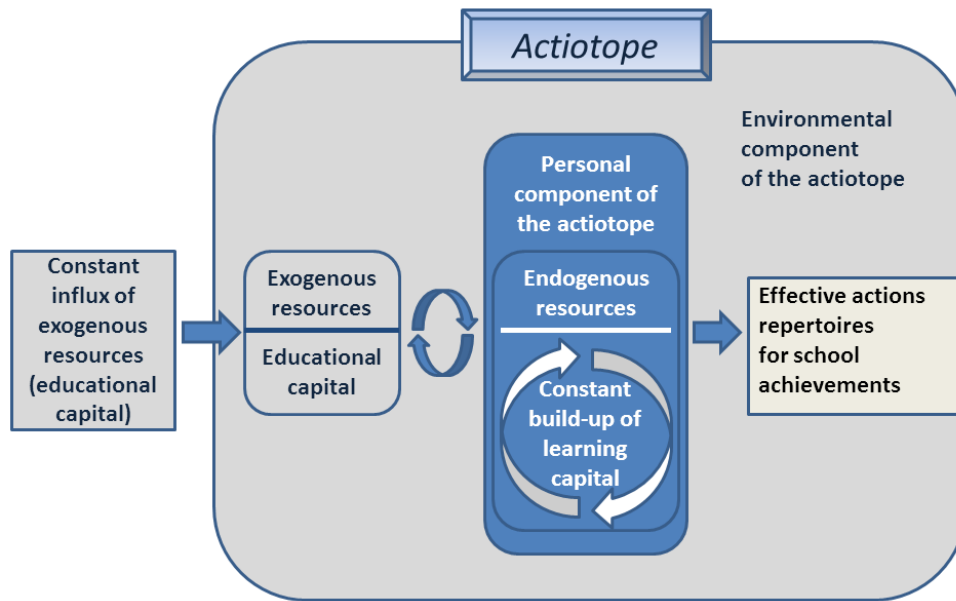 Actiotope
Environmental
component
of the actiotope
Personal
component of
the actiotope
Constant
influx of
exogenous
resources
(educational
capital)
Exogenous
resources
Educational
capital
Endogenous
resources
Constant
build-up of
learning
capital
Effective actions
repertoires
for school
achievements